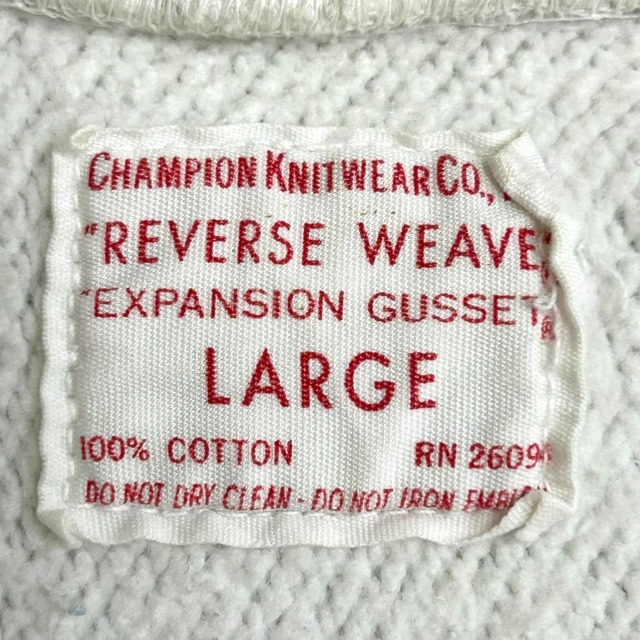 CHAMPION KNITWEAR CO.,
"REVERSE WEAVE"
"EXPANSION GUSSET
LARGE
100% COTTON RN 2609
DO NOT DRY CLEAN - DO NOT IRON